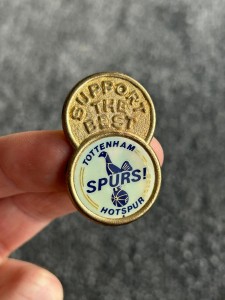 SUPPORT
THE
BEST
TOTTENHAM
SPURS!
HOTSPUR